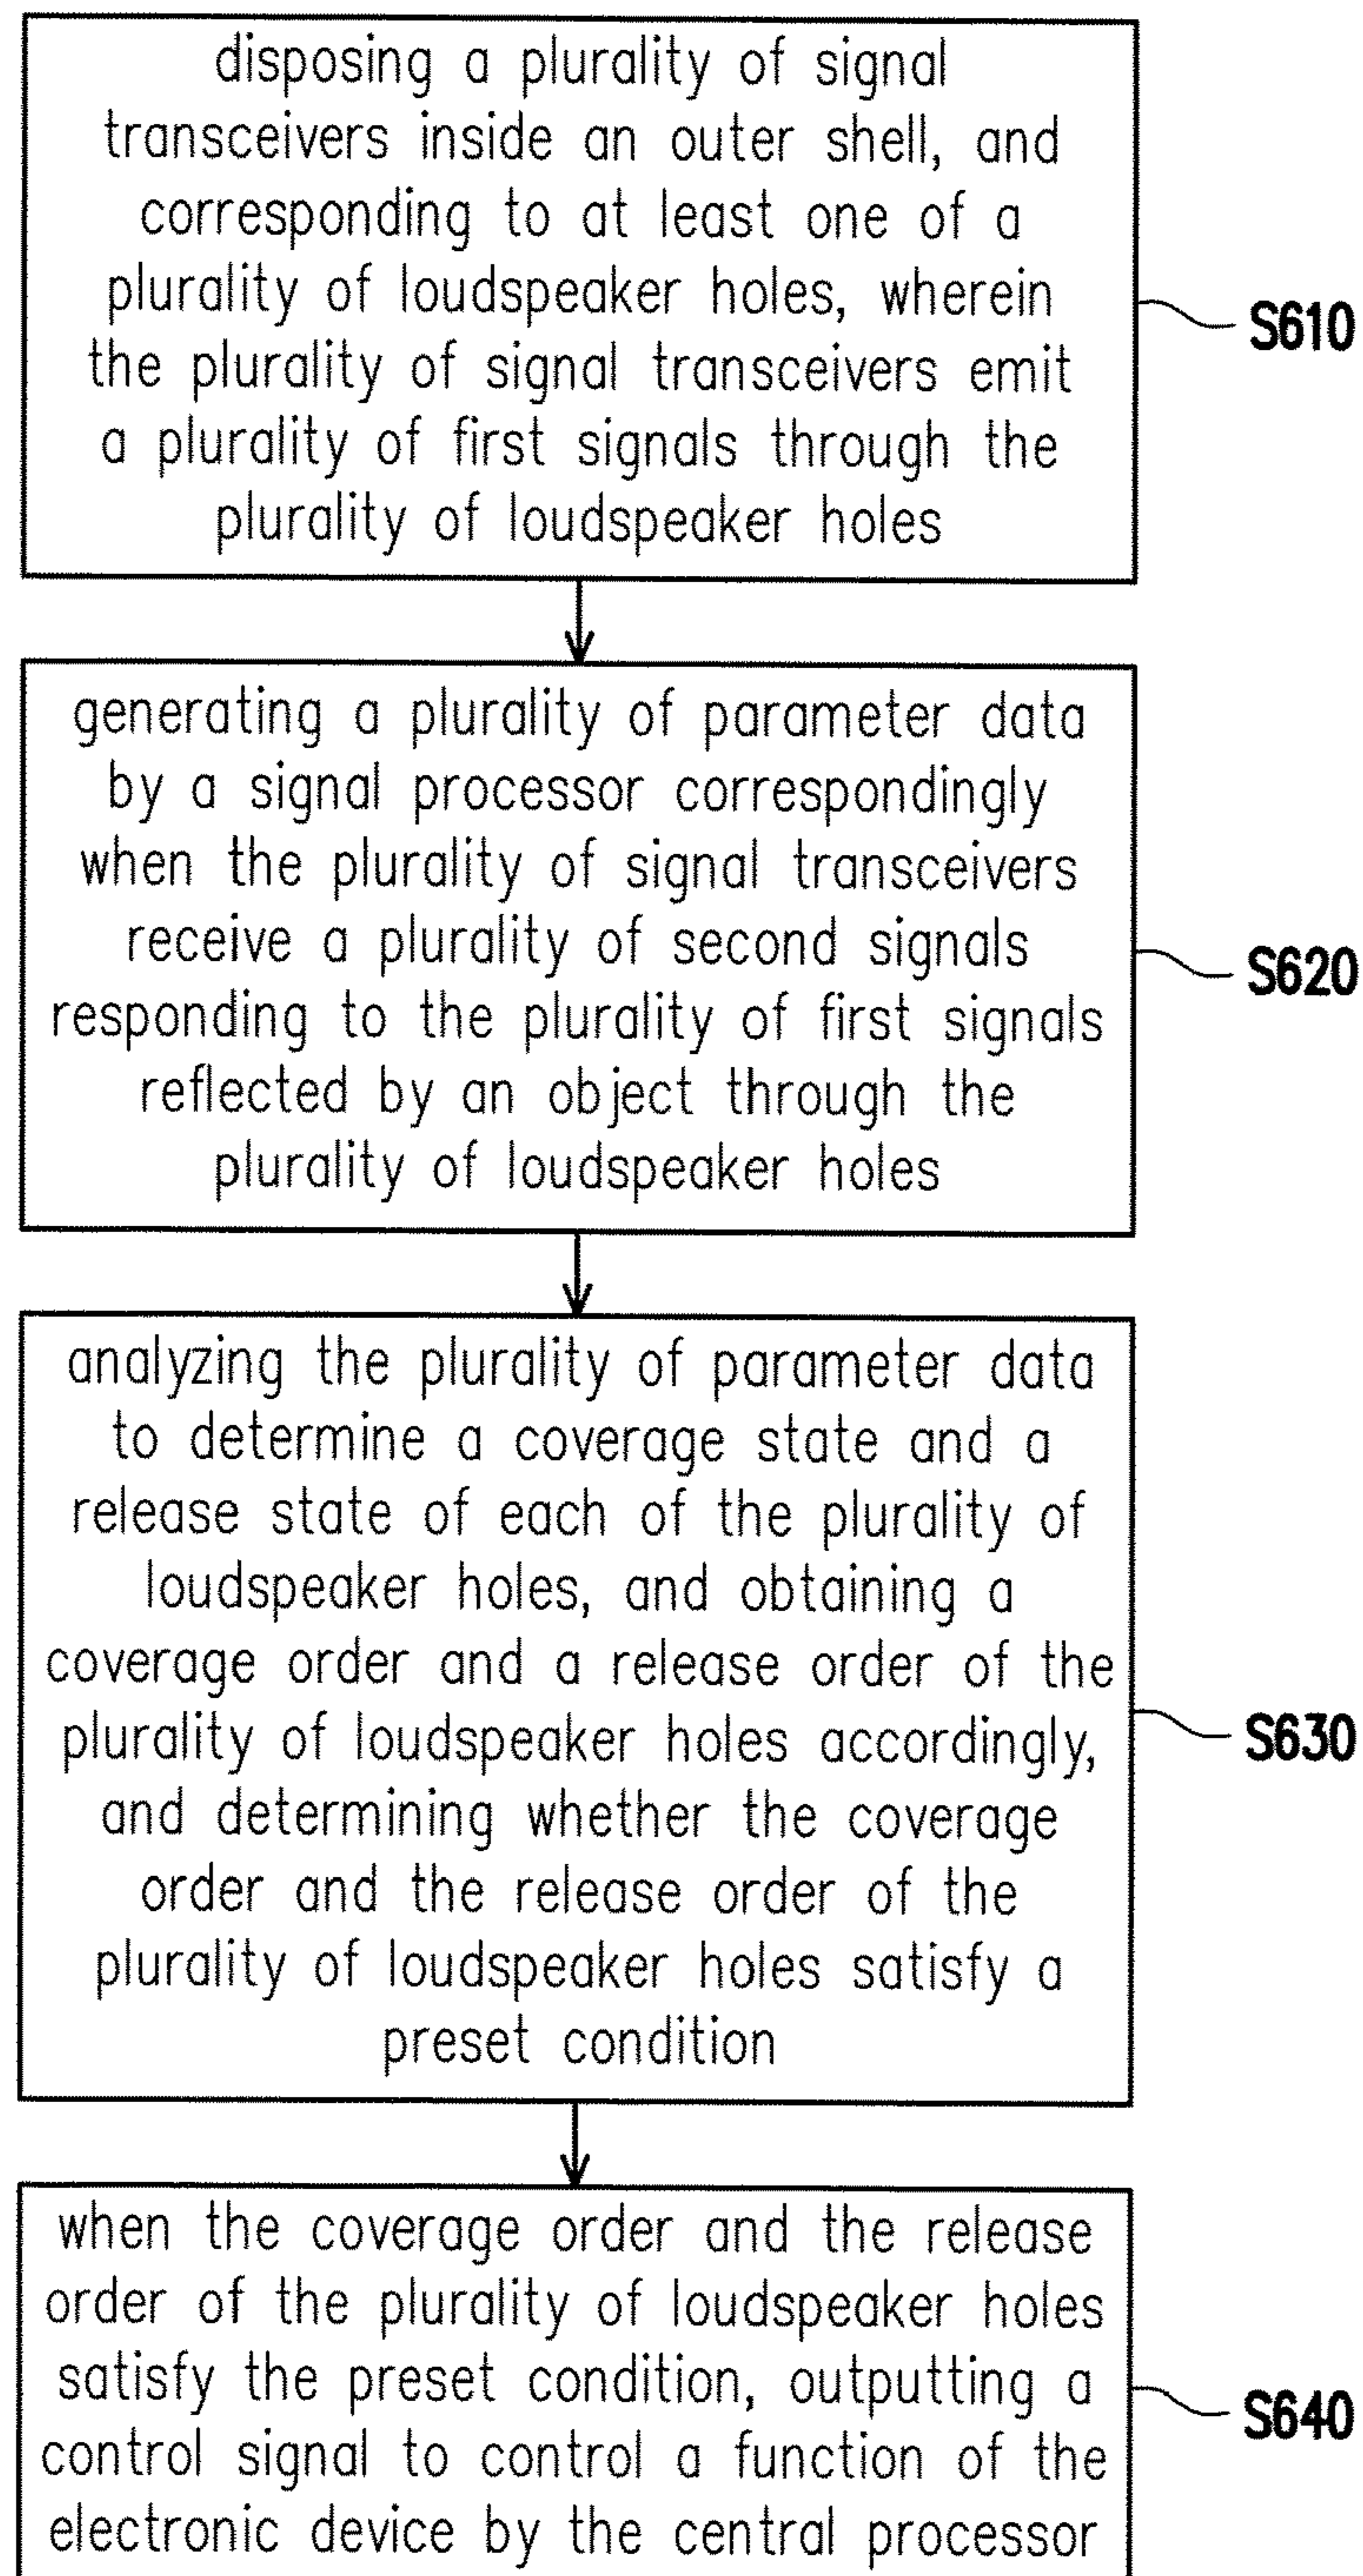 disposing a plurality of signal
transceivers inside an outer shell, and
corresponding to at least one of a
plurality of loudspeaker holes, wherein
the plurality of signal transceivers emit
a plurality of first signals through the
plurality of loudspeaker holes
S610
generating a plurality of parameter data
by a signal processor correspondingly
when the plurality of signal transceivers
receive a plurality of second signals
responding to the plurality of first signals
reflected by an object through the
plurality of loudspeaker holes
S620
analyzing the plurality of parameter data
to determine a coverage state and a
release state of each of the plurality of
loudspeaker holes, and obtaining a
coverage order and a release order of the
plurality of loudspeaker holes accordingly,
and determining whether the coverage
order and the release order of the
plurality of loudspeaker holes satisfy a
preset condition
S630
when the coverage order and the release
order of the plurality of loudspeaker holes
satisfy the preset condition, outputting a
control signal to control a function of the
electronic device by the central processor
S640